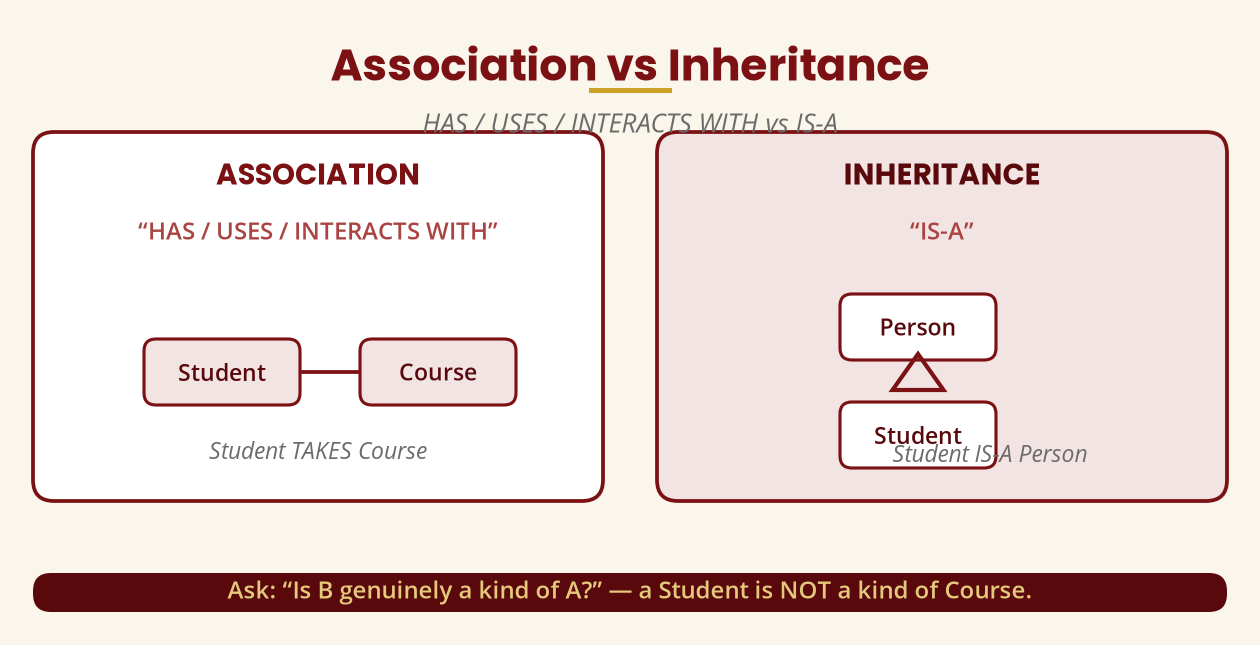 Association vs Inheritance
HAS / USES / INTERACTS WITH vs IS-A
ASSOCIATION
“HAS / USES / INTERACTS WITH”
Student
Course
Student TAKES Course
INHERITANCE
“IS-A”
Person
Student
Student IS-A Person
Ask: “Is B genuinely a kind of A?” — a Student is NOT a kind of Course.